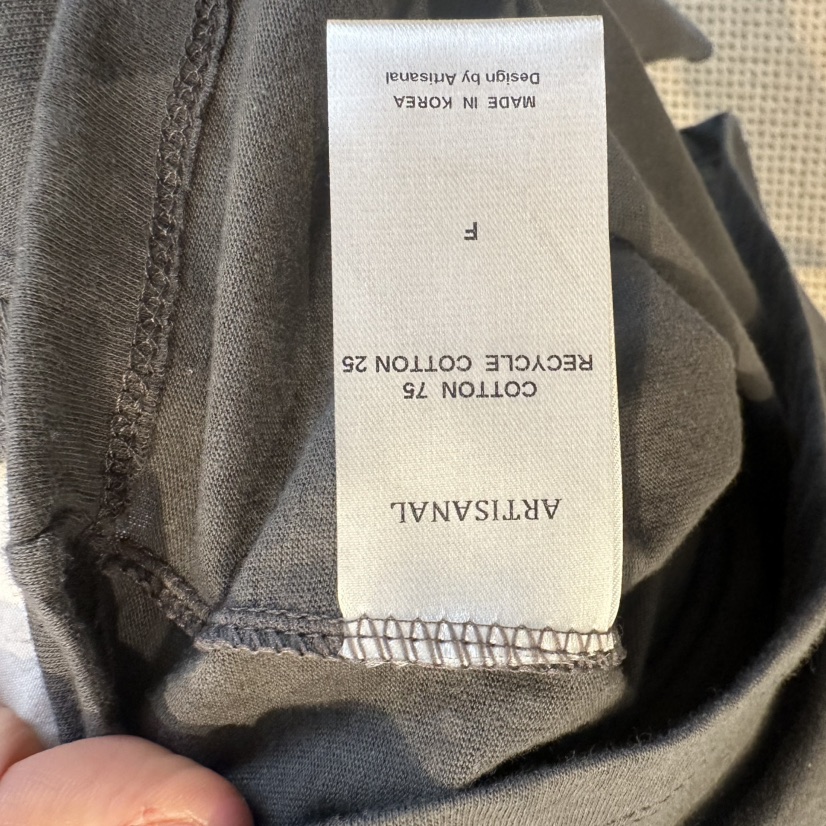 ARTISANAL
COTTON 75
RECYCLE COTTON 25
F
MADE IN KOREA
Design by Artisanal